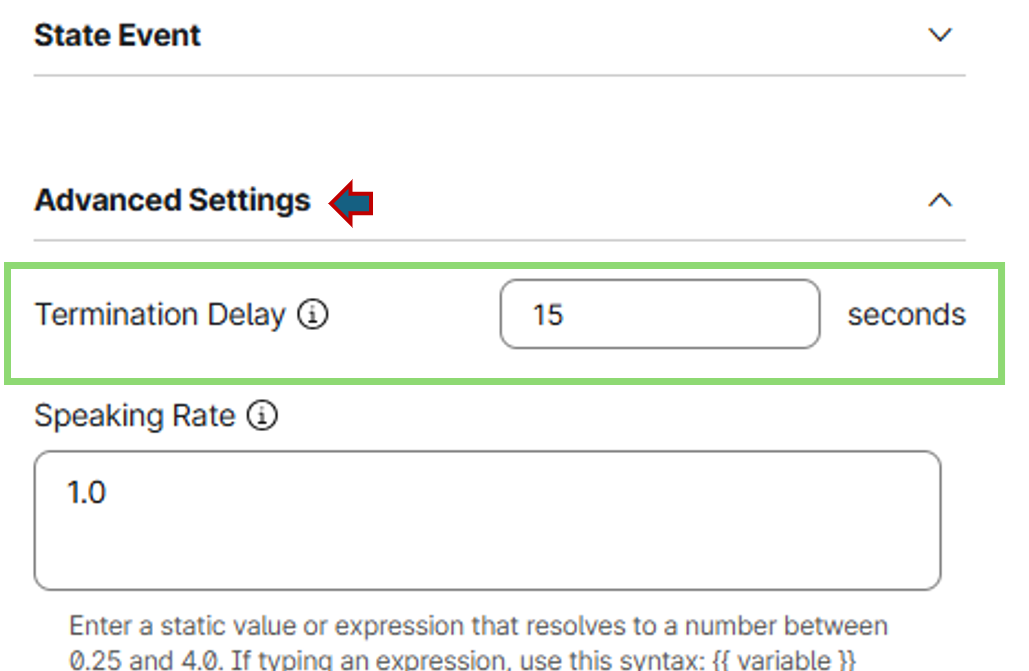 State Event
Advanced Settings
Termination Delay 15 seconds
Speaking Rate
1.0
Enter a static value or expression that resolves to a number between
0.25 and 4.0. If typing an expression, use this syntax: {{ variable }}